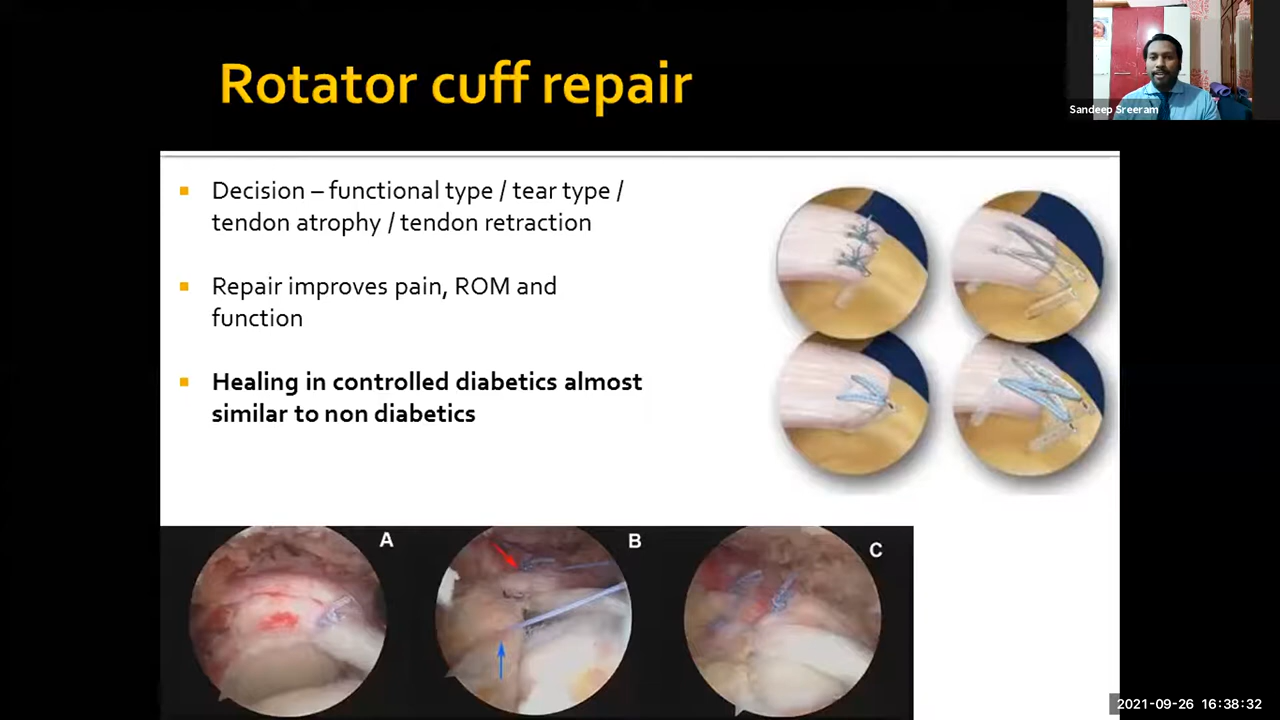 Rotator cuff repair
Sandeep Sreeram
Decision – functional type / tear type /
tendon atrophy / tendon retraction
Repair improves pain, ROM and
function
Healing in controlled diabetics almost
similar to non diabetics
A
B
C
2021-09-26 16:38:32